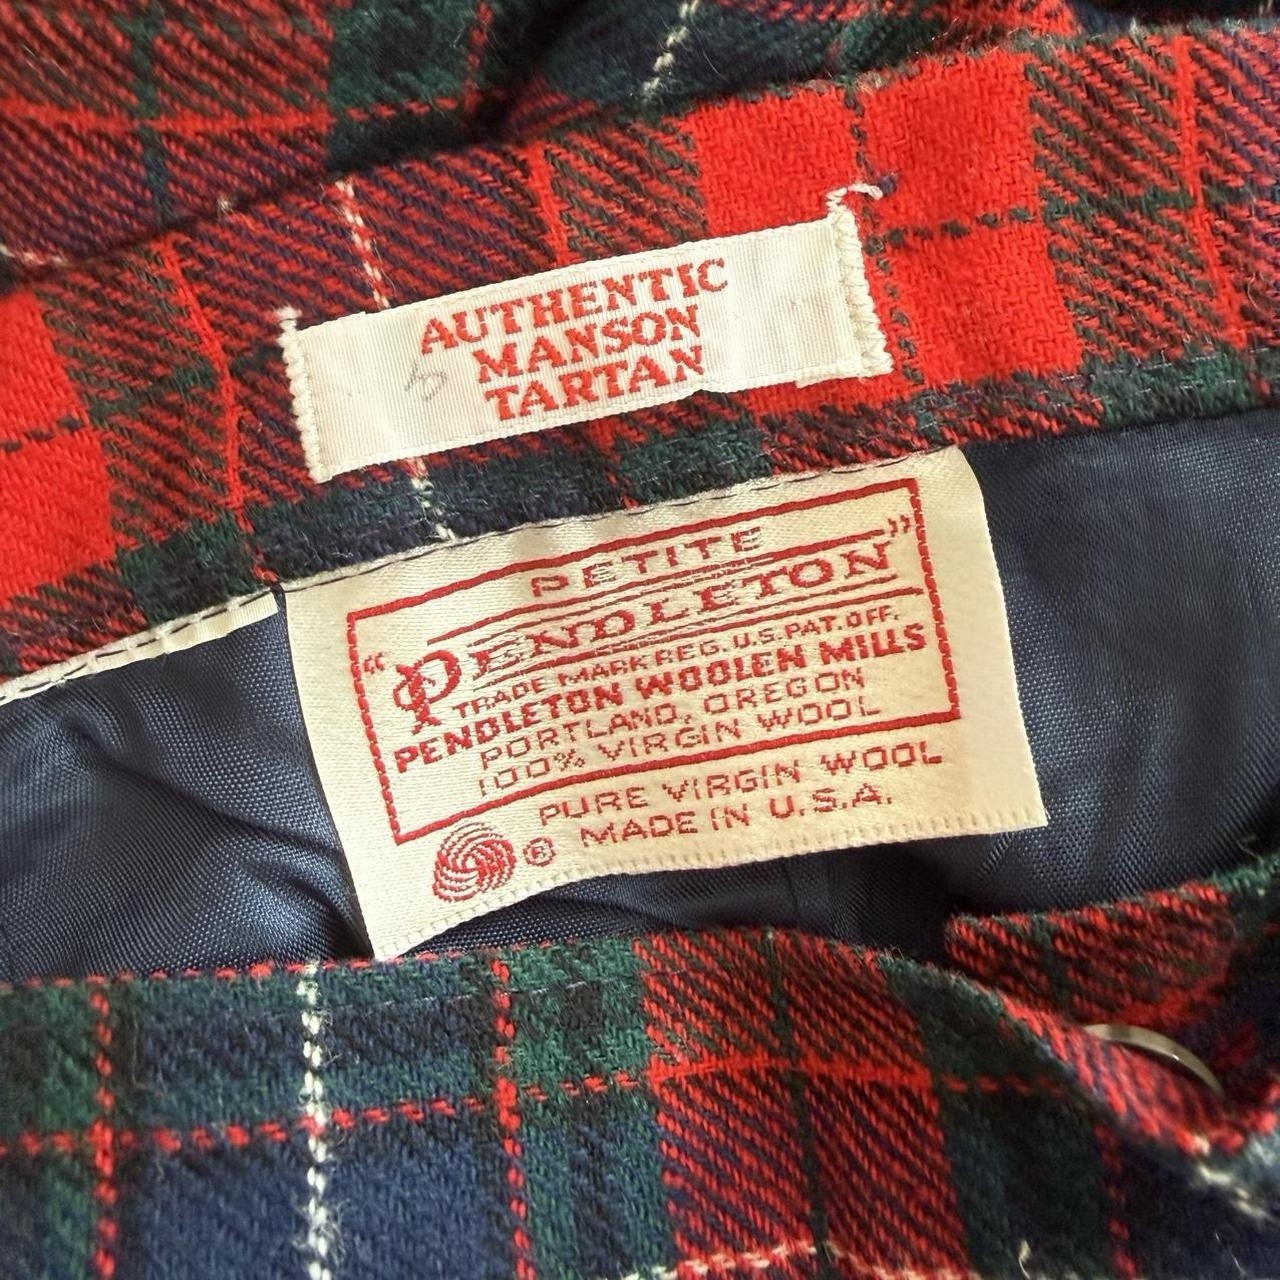 AUTHENTIC
MANSON
TARTAN
5
PETITE
"PENDLETON"
TRADE MARK REG. U.S. PAT. OFF.
PENDLETON WOOLEN MILLS
PORTLAND, OREGON
100% VIRGIN WOOL
PURE VIRGIN WOOL
® MADE IN U.S.A.